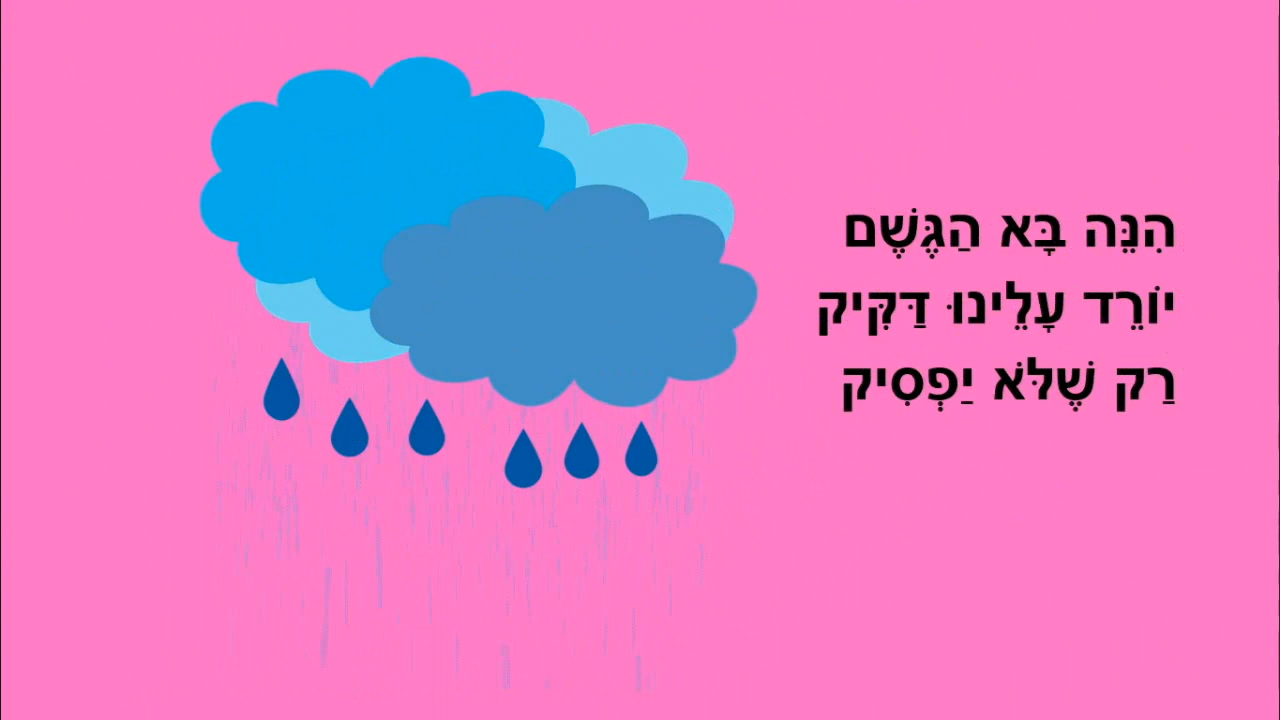 הִנֵּה בָּא הַגֶּשֶׁם
יוֹרֵד עָלֵינוּ דַּקִּיק
רַק שֶׁלֹּא יַפְסִיק